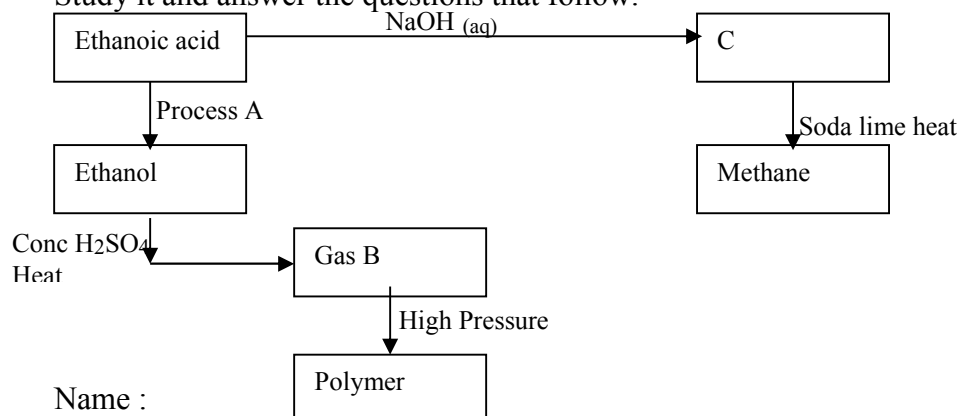 Study it and answer the questions that follow.
NaOH (aq)
Ethanoic acid
C
Process A
Soda lime heat
Ethanol
Methane
Conc H2SO4
Heat
Gas B
High Pressure
Polymer
Name :